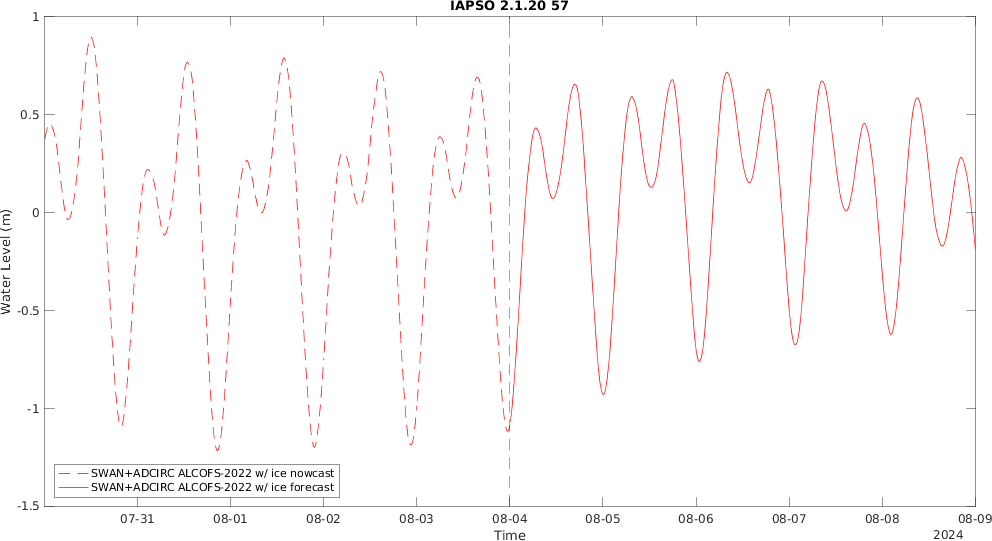 IAPSO 2.1.20 57
1
0.5
0
-0.5
-1
-1.5
Water Level (m)
SWAN+ADCIRC ALCOFS-2022 w/ ice nowcast
SWAN+ADCIRC ALCOFS-2022 w/ ice forecast
07-31 08-01 08-02 08-03 08-04 08-05 08-06 08-07 08-08 08-09
Time
2024